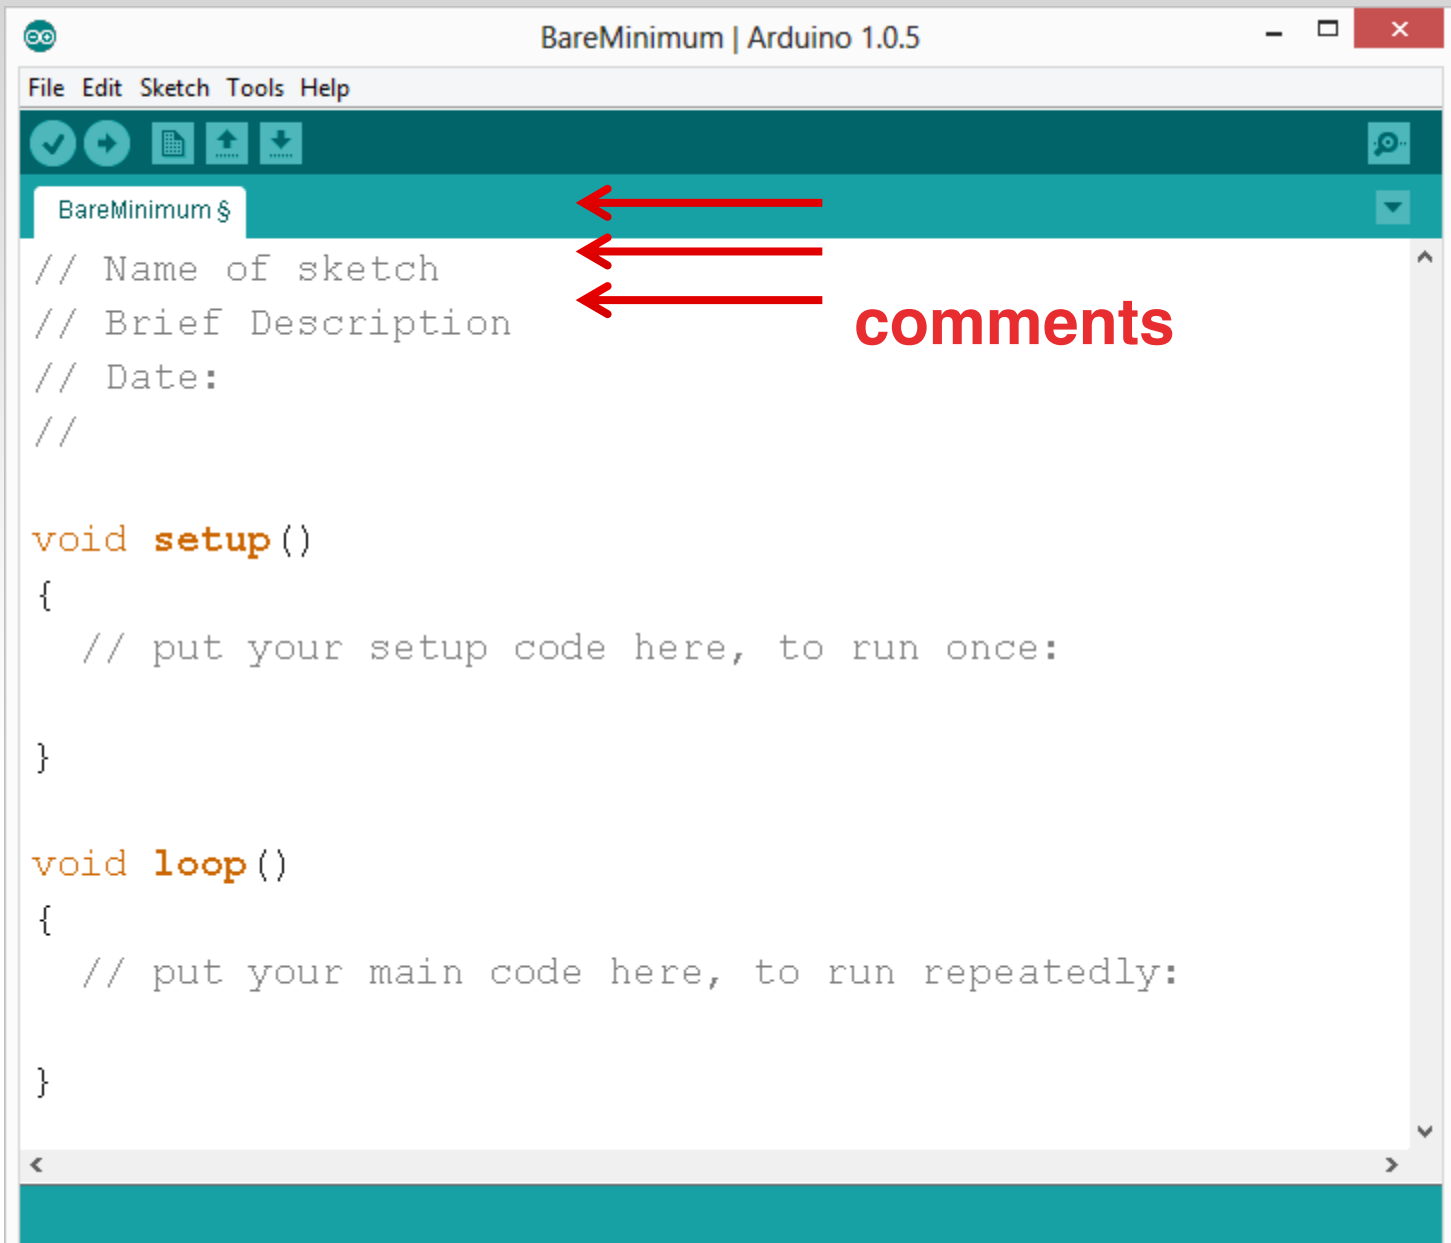 BareMinimum | Arduino 1.0.5
File Edit Sketch Tools Help
BareMinimum §
// Name of sketch
// Brief Description
comments
// Date:
//
void setup()
{
// put your setup code here, to run once:
}
void loop()
{
// put your main code here, to run repeatedly:
}